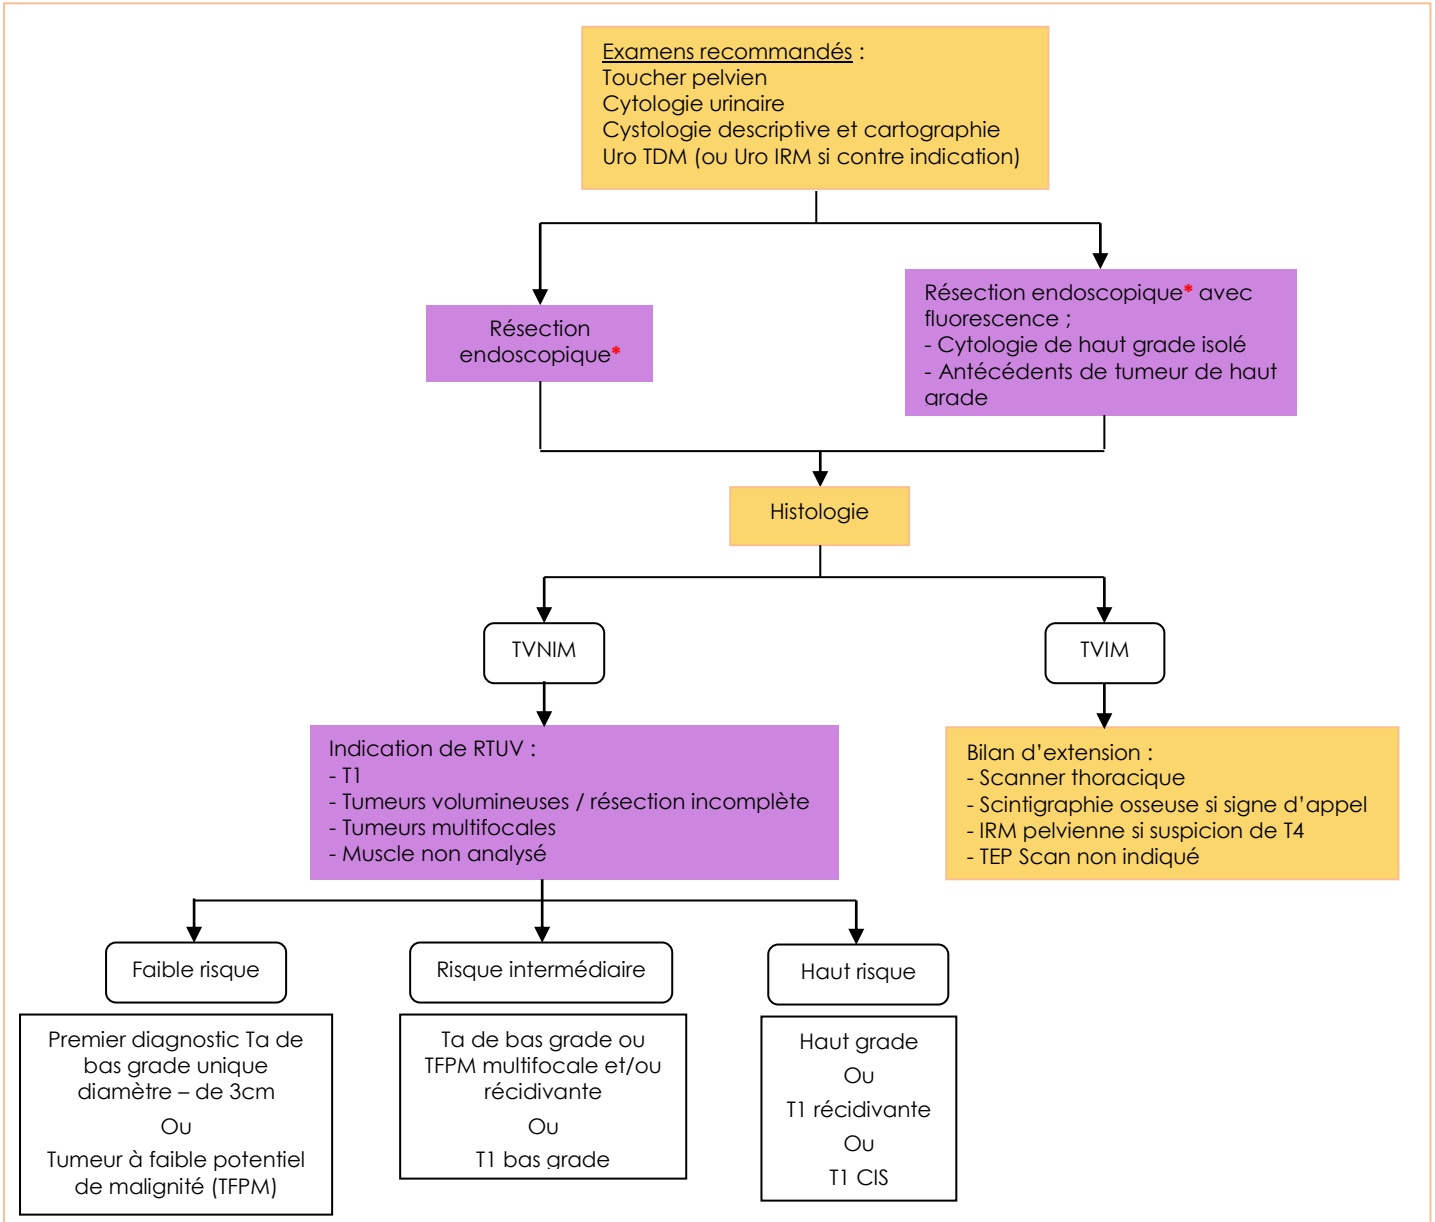 Examens recommandés :
Toucher pelvien
Cytologie urinaire
Cystologie descriptive et cartographie
Uro TDM (ou Uro IRM si contre indication)
Résection
endoscopique*
Résection endoscopique* avec
fluorescence ;
- Cytologie de haut grade isolé
- Antécédents de tumeur de haut
grade
Histologie
TVNIM
TVIM
Indication de RTUV :
- T1
- Tumeurs volumineuses / résection incomplète
- Tumeurs multifocales
- Muscle non analysé
Bilan d’extension :
- Scanner thoracique
- Scintigraphie osseuse si signe d’appel
- IRM pelvienne si suspicion de T4
- TEP Scan non indiqué
Faible risque
Risque intermédiaire
Haut risque
Premier diagnostic Ta de
bas grade unique
diamètre – de 3cm
Ou
Tumeur à faible potentiel
de malignité (TFPM)
Ta de bas grade ou
TFPM multifocale et/ou
récidivante
Ou
T1 bas grade
Haut grade
Ou
T1 récidivante
Ou
T1 CIS